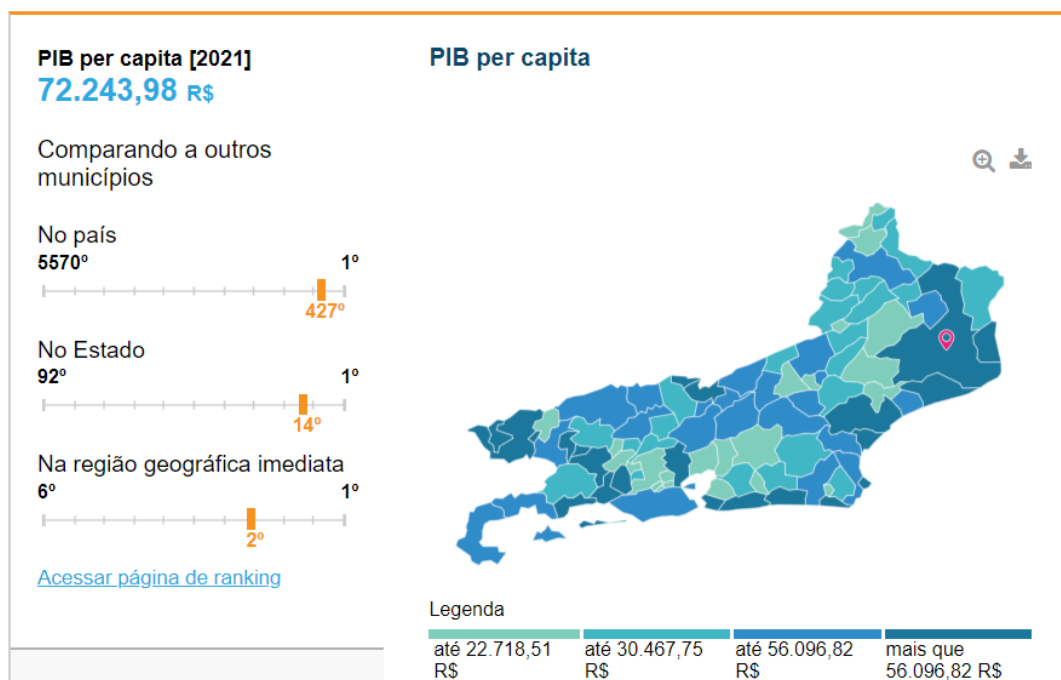 PIB per capita [2021]
72.243,98 R$
Comparando a outros
municípios
No país
5570º 1º
427º
No Estado
92º 1º
14º
Na região geográfica imediata
6º 1º
2º
Acessar página de ranking
PIB per capita
Legenda
até 22.718,51
R$
até 30.467,75
R$
até 56.096,82
R$
mais que
56.096,82 R$